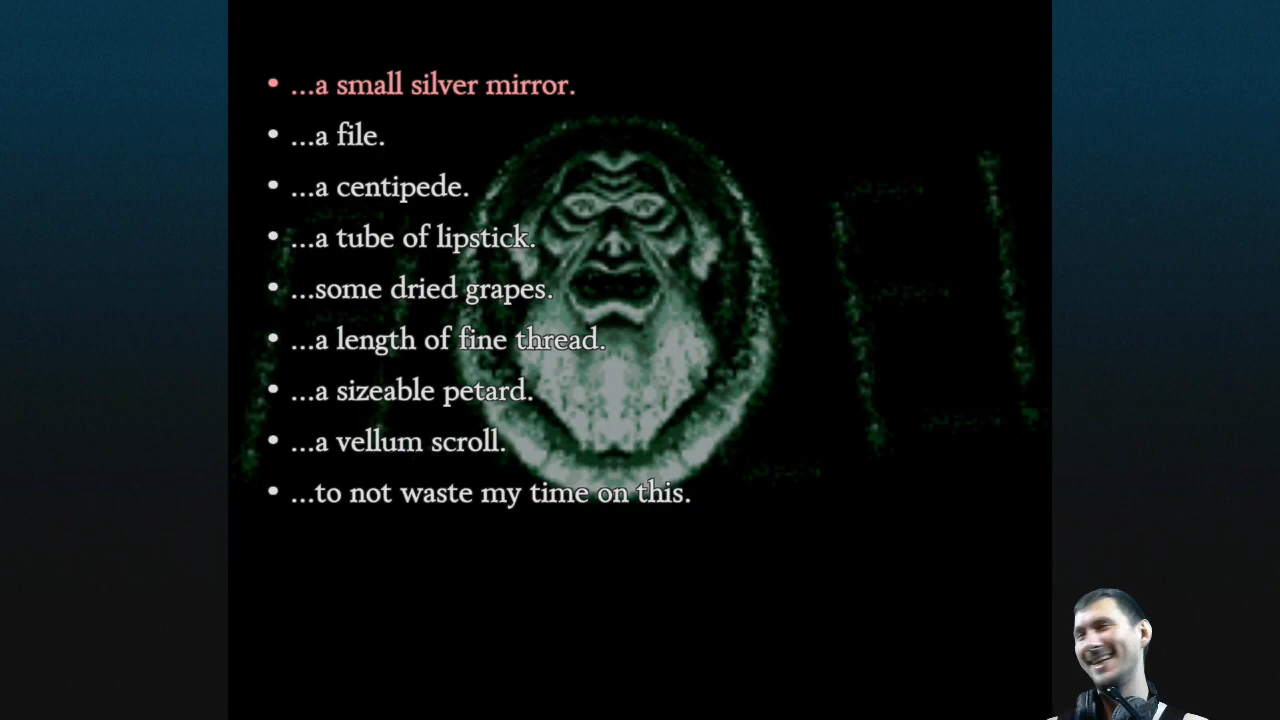 • ...a small silver mirror.
• ...a file.
• ...a centipede.
• ...a tube of lipstick.
• ...some dried grapes.
• ...a length of fine thread.
• ...a sizeable petard.
• ...a vellum scroll.
• ...to not waste my time on this.